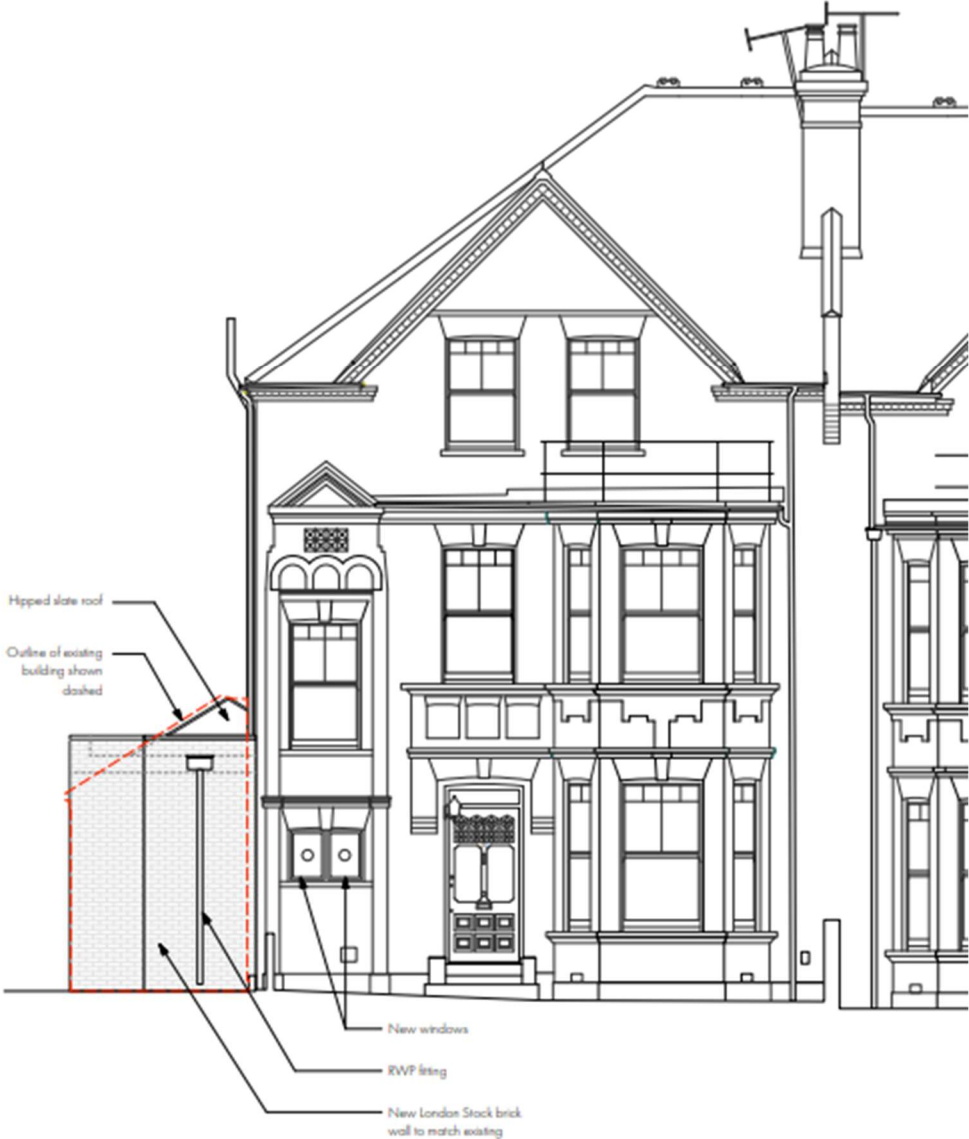 Hipped slate roof
Outline of existing
building shown
dashed
New windows
RWP fitting
New London Stock brick
wall to match existing